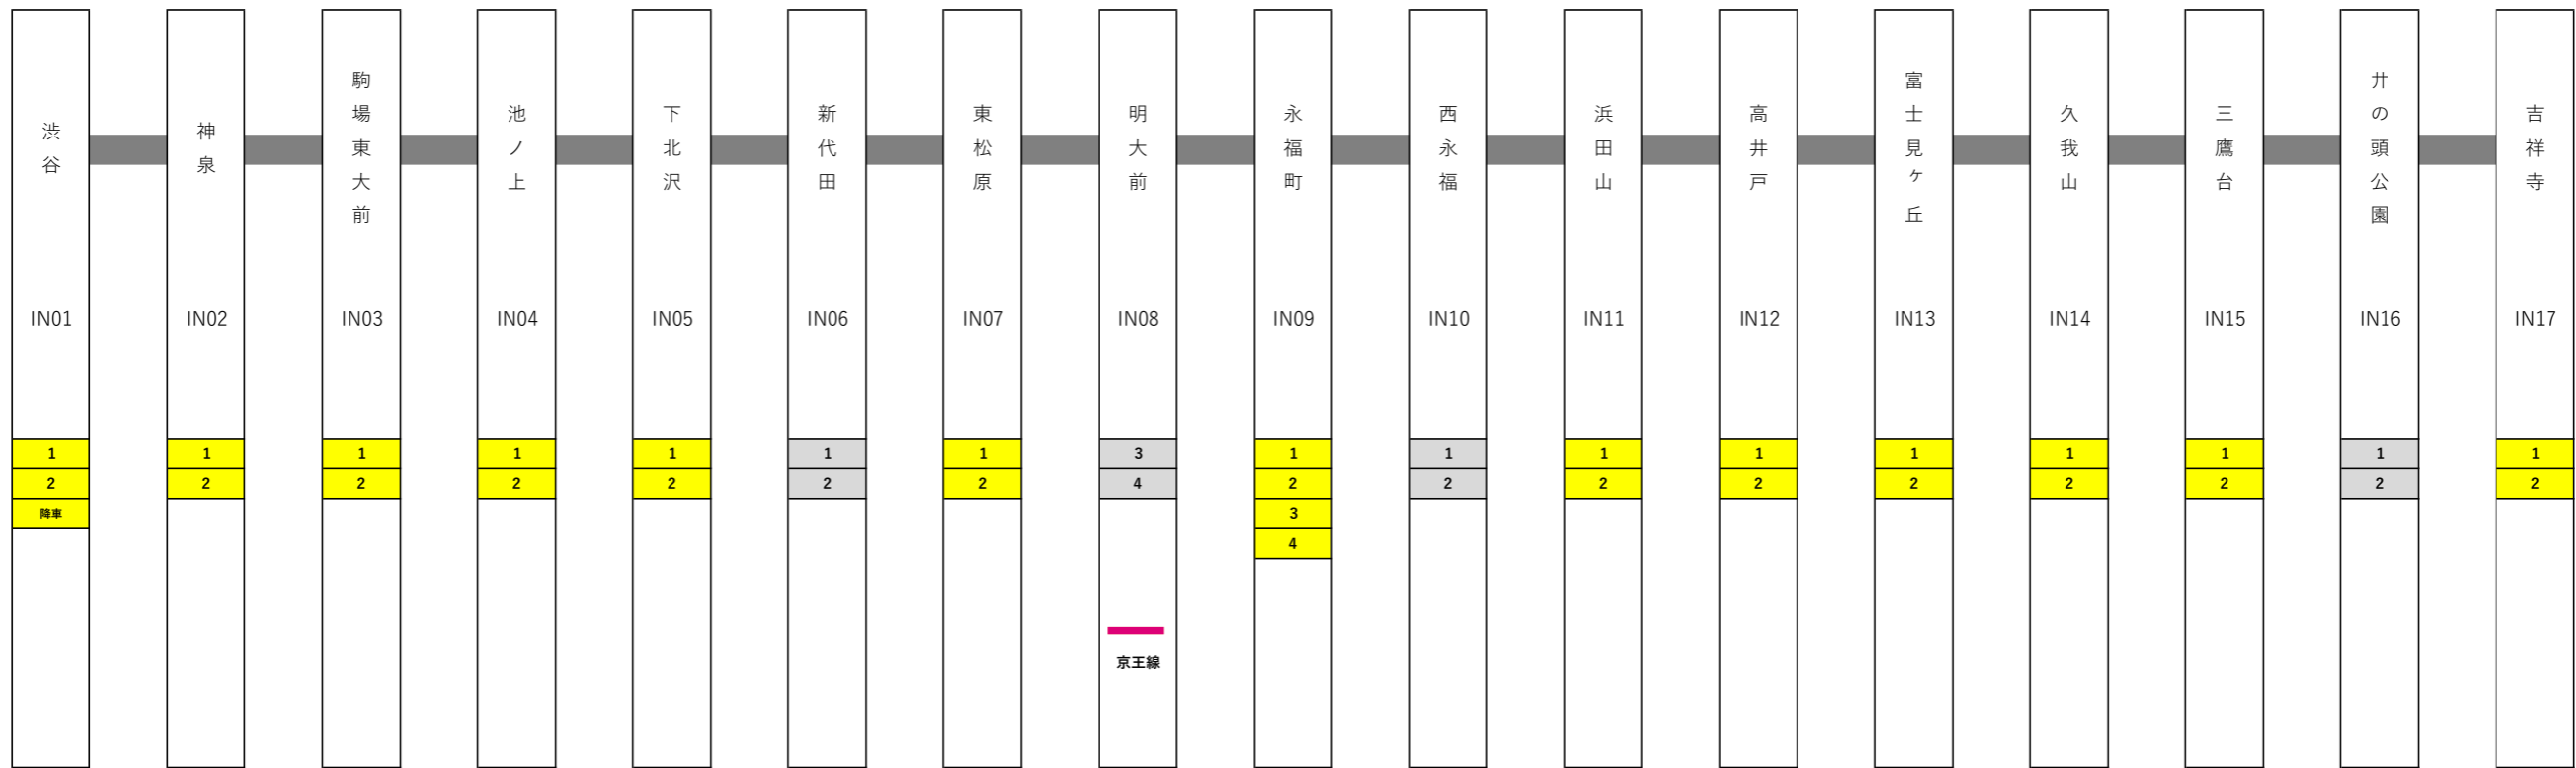 渋谷
IN01
1
2
降車
神泉
IN02
1
2
駒場東大前
IN03
1
2
池ノ上
IN04
1
2
下北沢
IN05
1
2
新代田
IN06
1
2
東松原
IN07
1
2
明大前
IN08
3
4
京王線
永福町
IN09
1
2
3
4
西永福
IN10
1
2
浜田山
IN11
1
2
高井戸
IN12
1
2
富士見ヶ丘
IN13
1
2
久我山
IN14
1
2
三鷹台
IN15
1
2
井の頭公園
IN16
1
2
吉祥寺
IN17
1
2